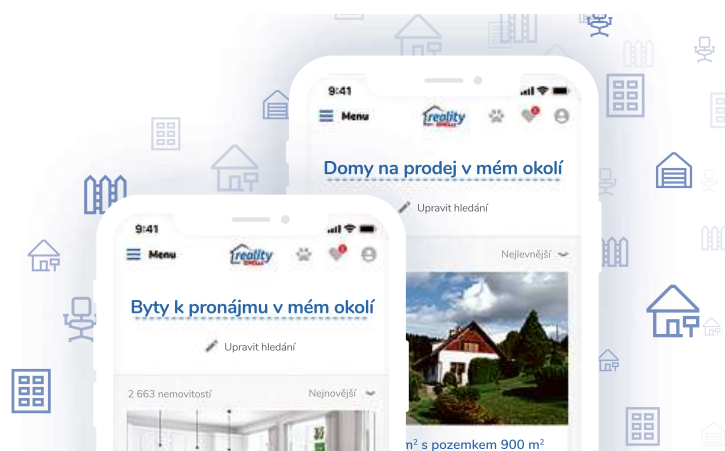 9:41
Menu
reality
Domy na prodej v mém okolí
Upravit hledání
Nejlevnější
m² s pozemkem 900 m²
9:41
Menu
reality
Byty k pronájmu v mém okolí
Upravit hledání
2 663 nemovitostí
Nejnovější